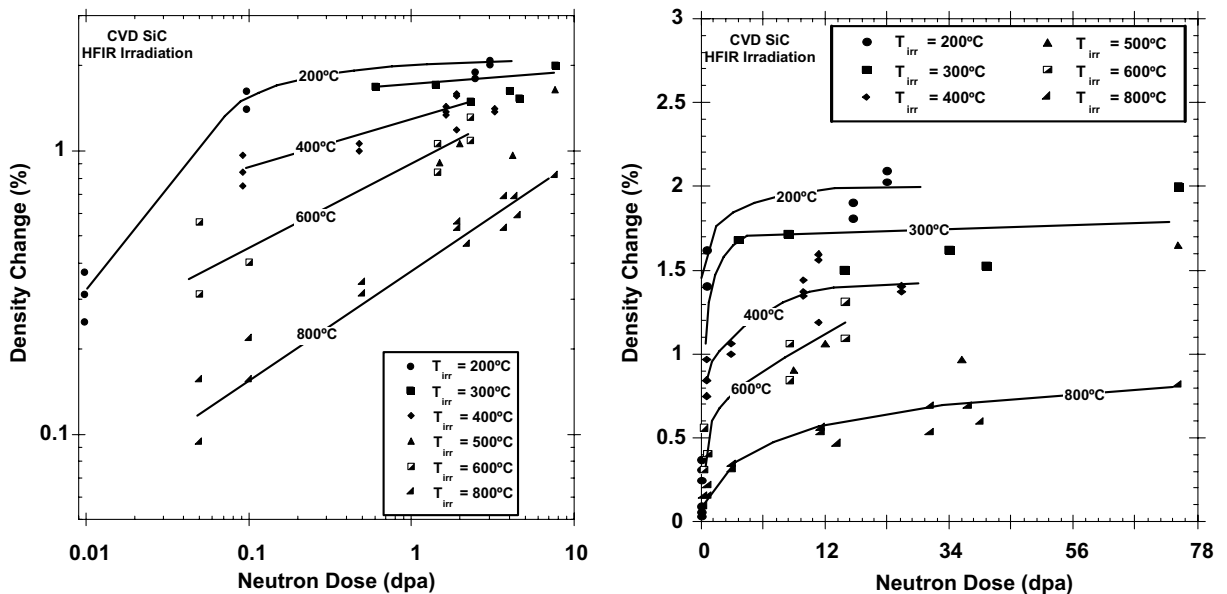 CVD SiC
HFIR Irradiation
200ºC
400ºC
600ºC
800ºC
T irr = 200ºC
T irr = 300ºC
T irr = 400ºC
T irr = 500ºC
T irr = 600ºC
T irr = 800ºC
1
0.1
Density Change (%)
0.01 0.1 1 10
Neutron Dose (dpa)
CVD SiC
HFIR Irradiation
T irr = 200ºC T irr = 500ºC
T irr = 300ºC T irr = 600ºC
T irr = 400ºC T irr = 800ºC
200ºC
300ºC
400ºC
600ºC
800ºC
3
2.5
2
1.5
1
0.5
0
Density Change (%)
0 12 34 56 78
Neutron Dose (dpa)